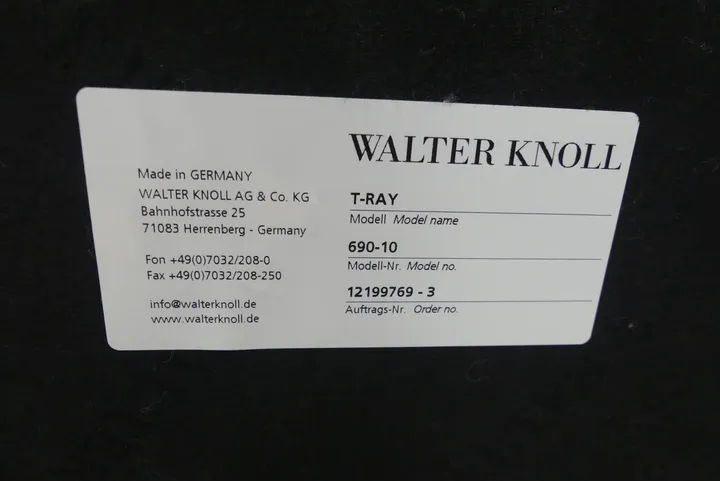 WALTER KNOLL
Made in GERMANY
WALTER KNOLL AG & Co. KG
Bahnhofstrasse 25
71083 Herrenberg - Germany
Fon +49(0)7032/208-0
Fax +49(0)7032/208-250
info@walterknoll.de
www.walterknoll.de
T-RAY
Modell Model name
690-10
Modell-Nr. Model no.
12199769 - 3
Auftrags-Nr. Order no.